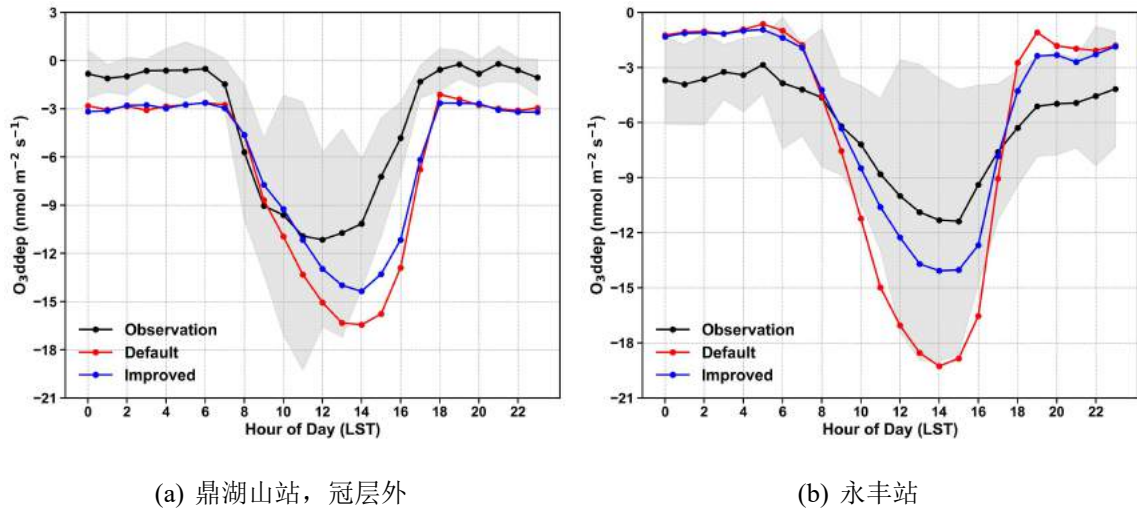 3
0
−3
−6
−9
−12
−15
−18
−21
O₃ddep (nmol m⁻² s⁻¹)
Observation
Default
Improved
0 2 4 6 8 10 12 14 16 18 20 22
Hour of Day (LST)
(a) 鼎湖山站，冠层外
0
−3
−6
−9
−12
−15
−18
−21
O₃ddep (nmol m⁻² s⁻¹)
Observation
Default
Improved
0 2 4 6 8 10 12 14 16 18 20 22
Hour of Day (LST)
(b) 永丰站